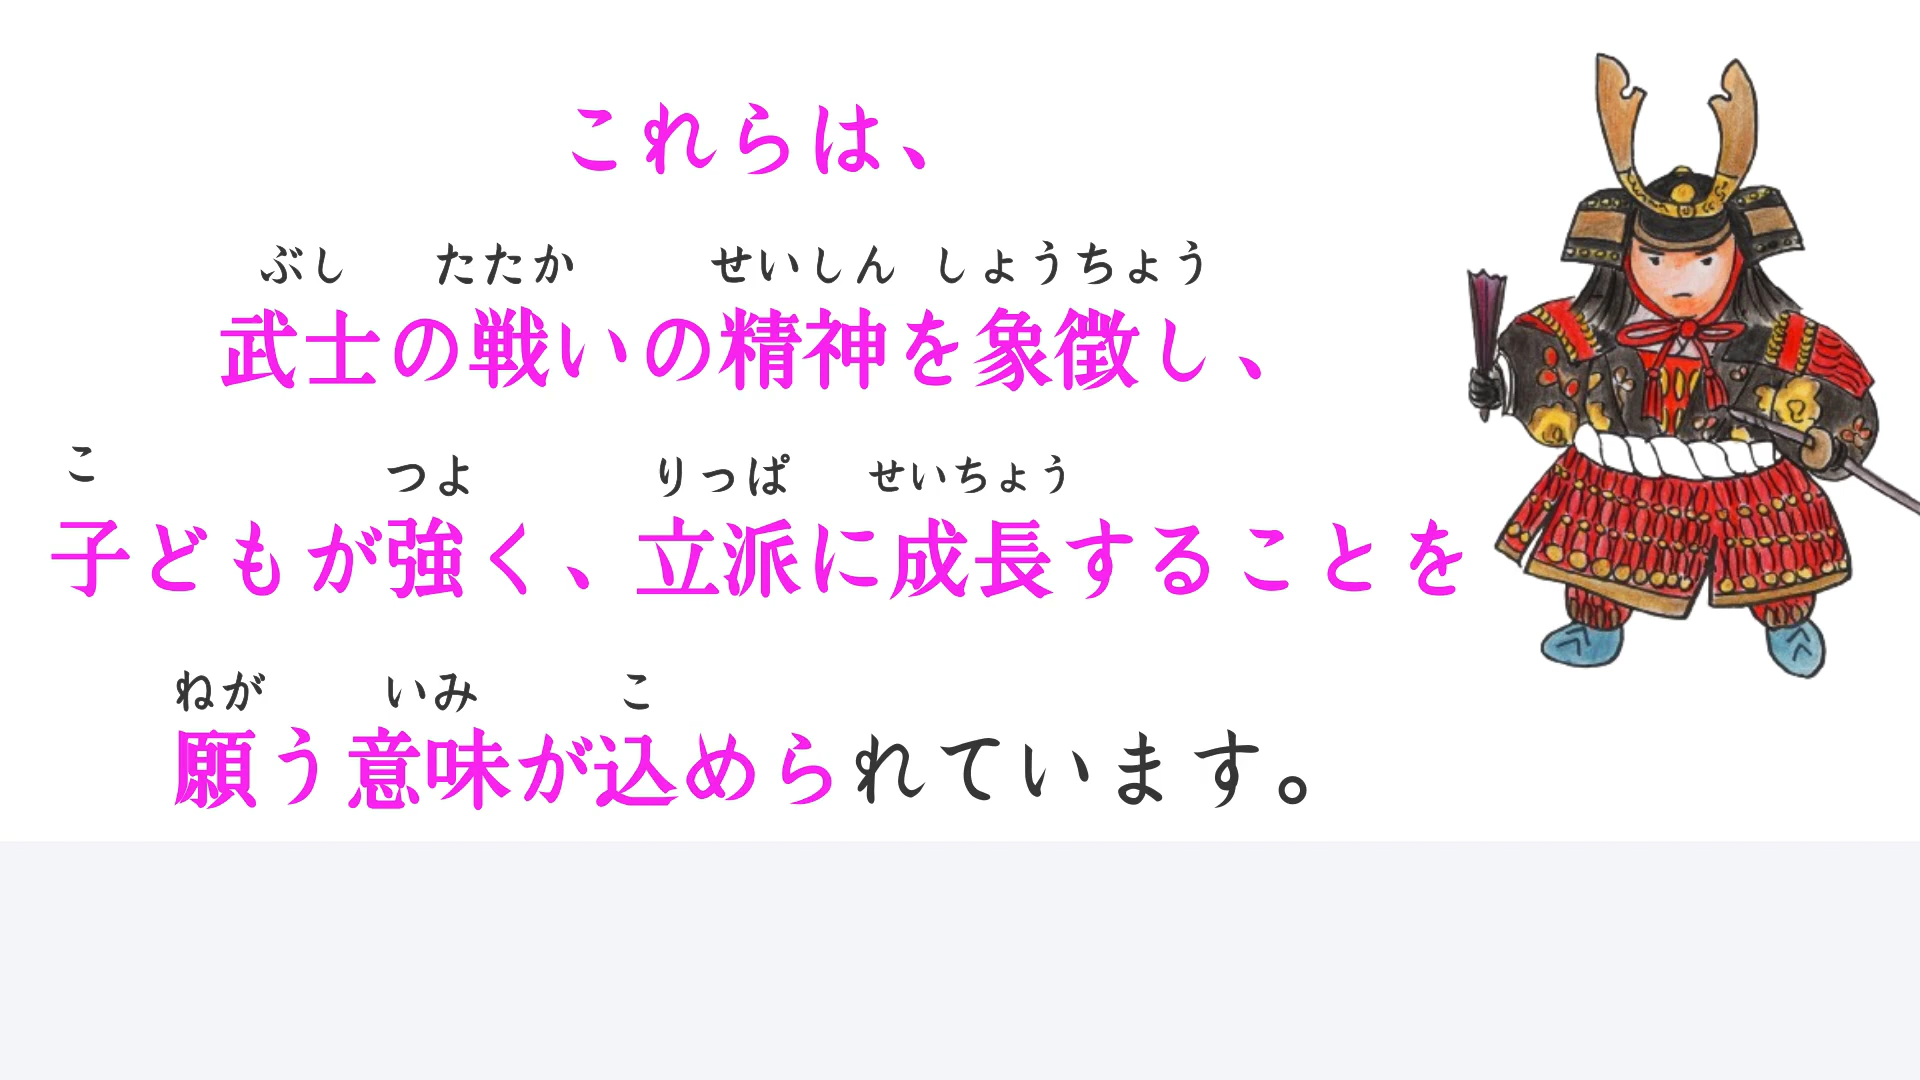 これらは、
ぶし たたか せいしん しょうちょう
武士の戦いの精神を象徴し、
こ つよ りっぱ せいちょう
子どもが強く、立派に成長することを
ねが いみ こ
願う意味が込められています。